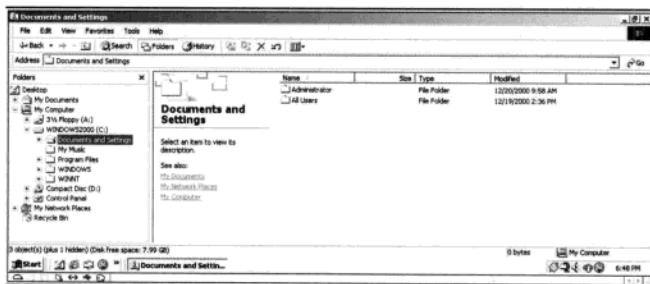 Documents and Settings
File Edit View Favorites Tools Help
Back Search Folders History
Address Documents and Settings Go
Folders
Desktop
My Documents
My Computer
3½ Floppy (A:)
WINDOWS2000 (C:)
Documents and Settings
My Music
Program Files
WINDOWS
WINNT
Compact Disc (D:)
Control Panel
My Network Places
Recycle Bin
Documents and Settings
Select an item to view its
description.
See also:
My Documents
My Network Places
My Computer
Name Size Type Modified
Administrator File Folder 12/20/2000 9:58 AM
All Users File Folder 12/19/2000 2:36 PM
3 object(s) (plus 1 hidden) (Disk free space: 7.99 GB) 0 bytes My Computer
Start Documents and Settin... 6:48 PM